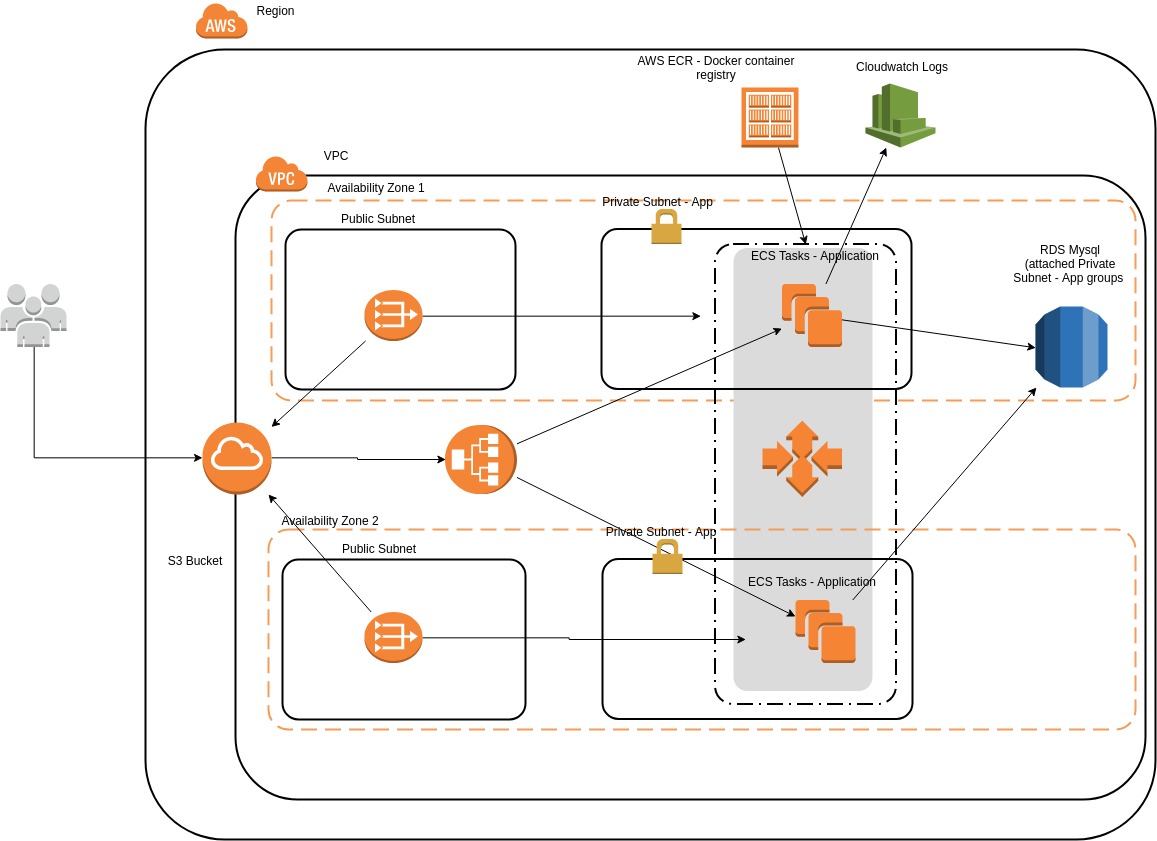 AWS
Region
AWS ECR - Docker container
registry
Cloudwatch Logs
VPC
VPC
Availability Zone 1
Private Subnet - App
Public Subnet
ECS Tasks - Application
RDS Mysql
(attached Private
Subnet - App groups
Availability Zone 2
Private Subnet - App
Public Subnet
S3 Bucket
ECS Tasks - Application